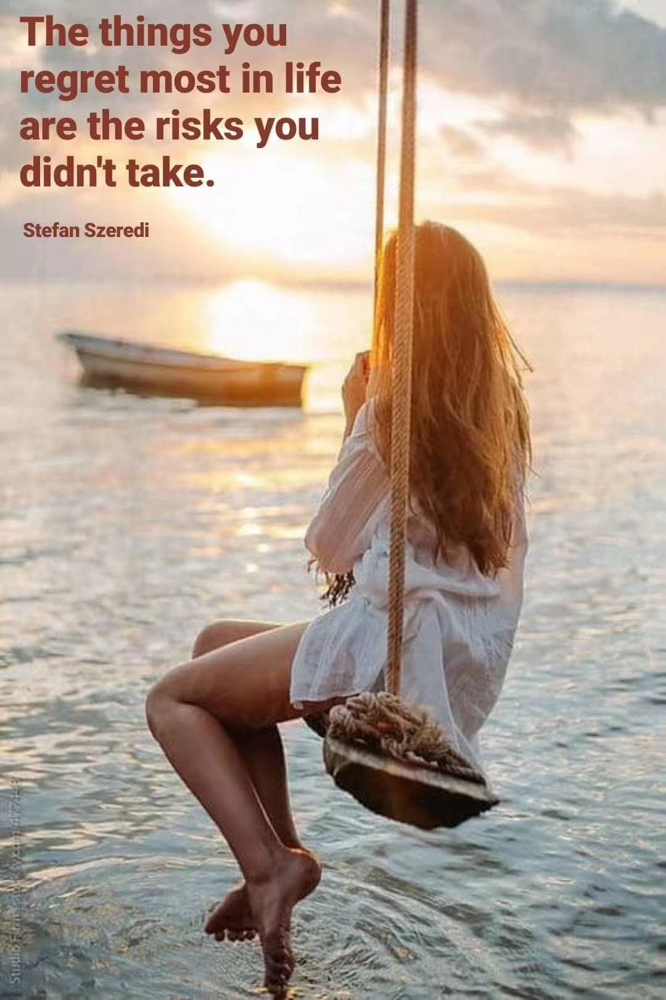 The things you
regret most in life
are the risks you
didn't take.
Stefan Szeredi